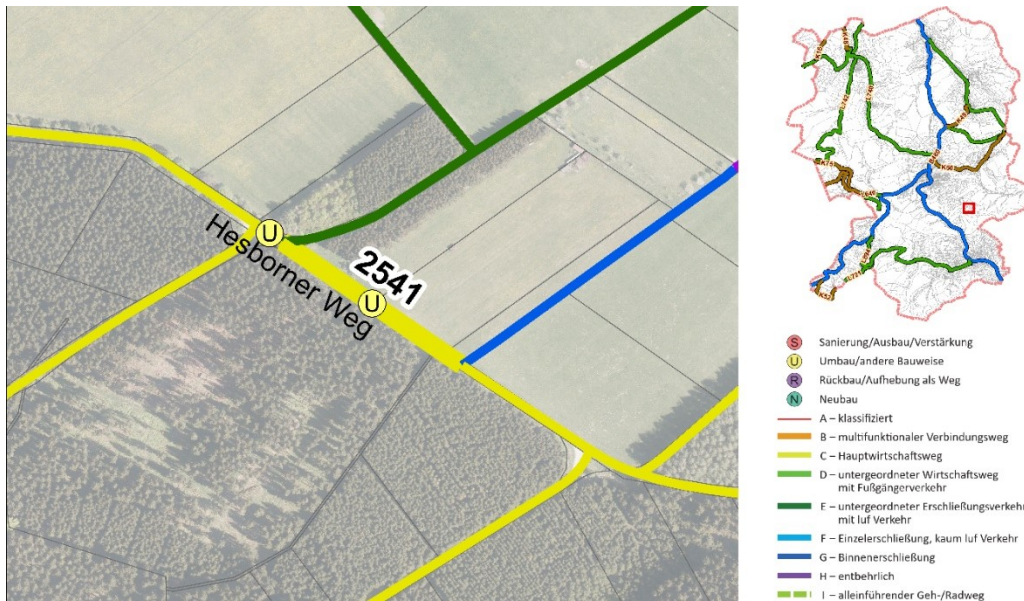 U
Hesborner Weg
2541
U
S Sanierung/Ausbau/Verstärkung
U Umbau/andere Bauweise
R Rückbau/Aufhebung als Weg
N Neubau
A – klassifiziert
B – multifunktionaler Verbindungsweg
C – Hauptwirtschaftsweg
D – untergeordneter Wirtschaftsweg
mit Fußgängerverkehr
E – untergeordneter Erschließungsverkehr
mit luf Verkehr
F – Einzelerschließung, kaum luf Verkehr
G – Binnenerschließung
H – entbehrlich
I – alleinführender Geh-/Radweg